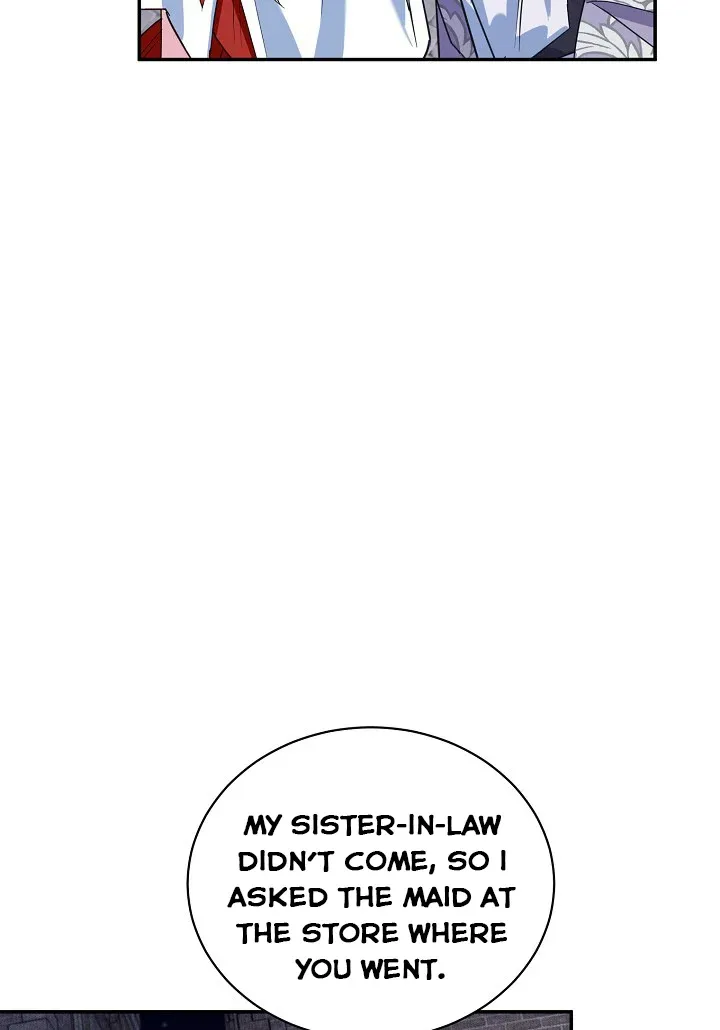 MY SISTER-IN-LAW
DIDN'T COME, SO I
ASKED THE MAID AT
THE STORE WHERE
YOU WENT.